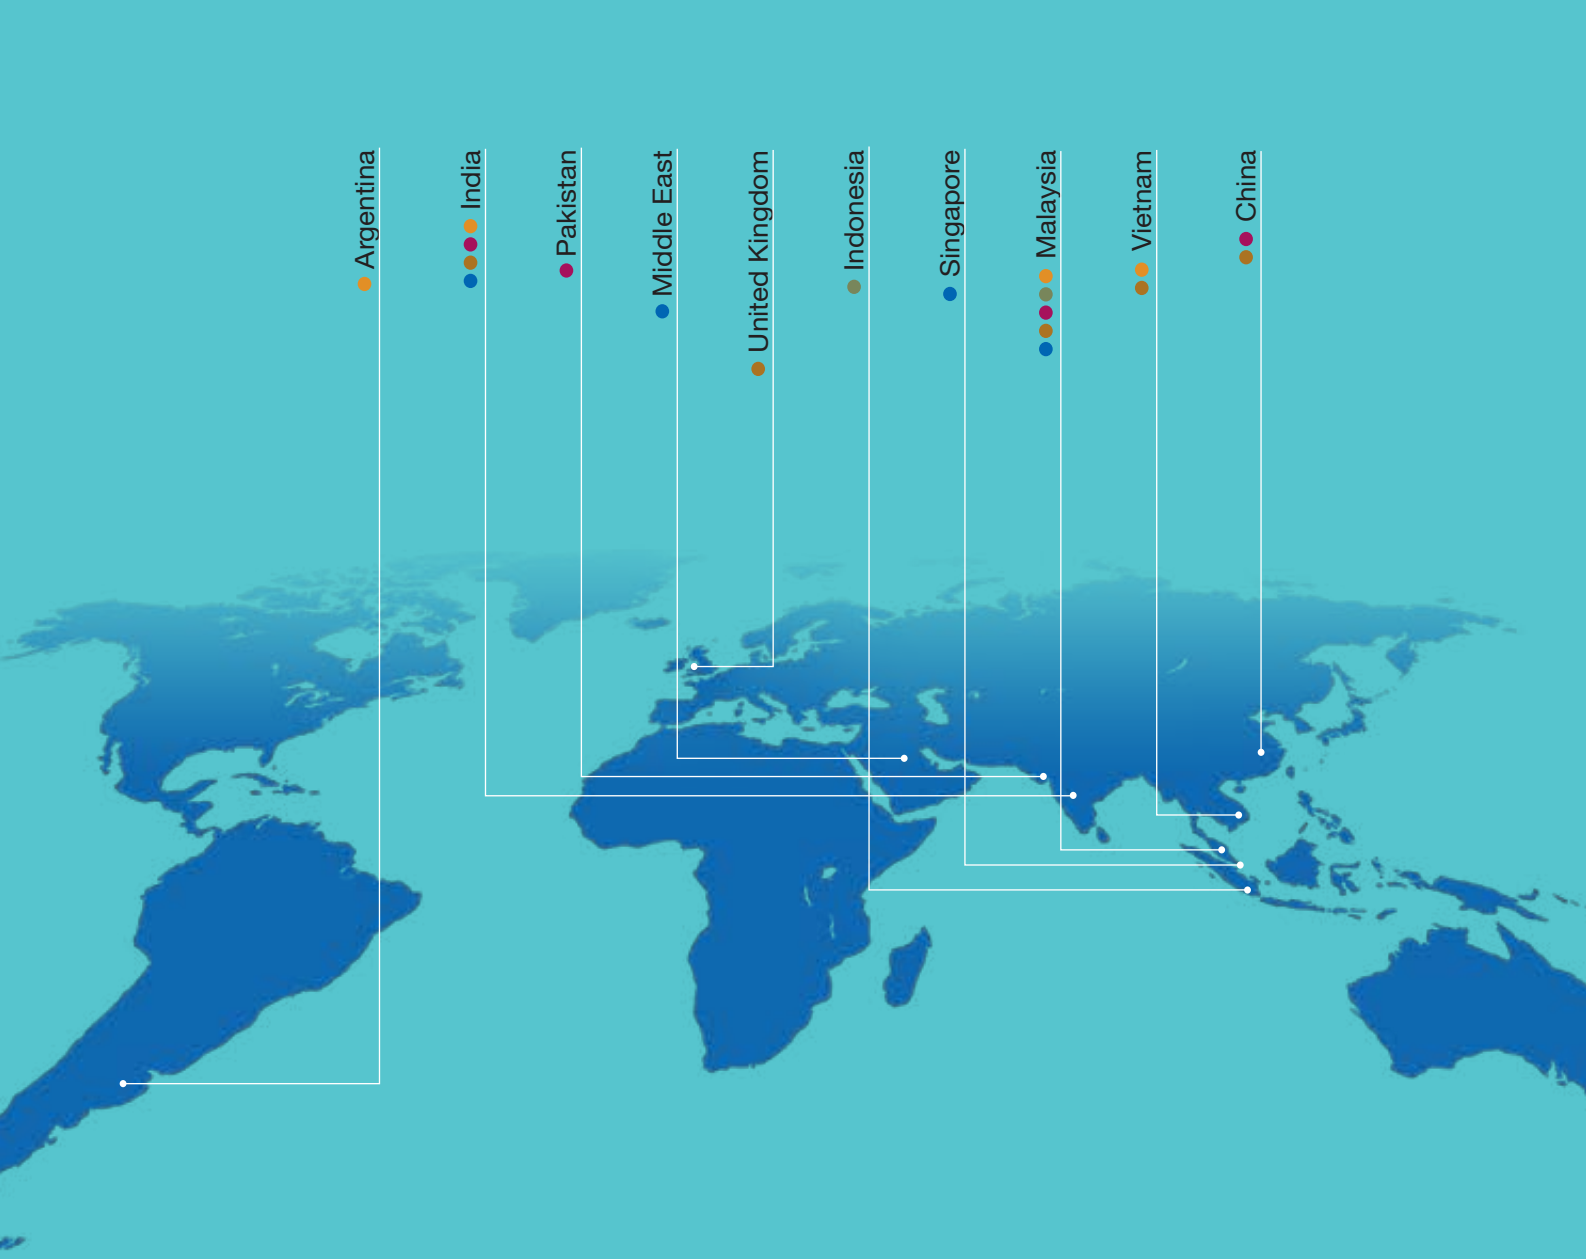 Argentina
India
Pakistan
Middle East
United Kingdom
Indonesia
Singapore
Malaysia
Vietnam
China